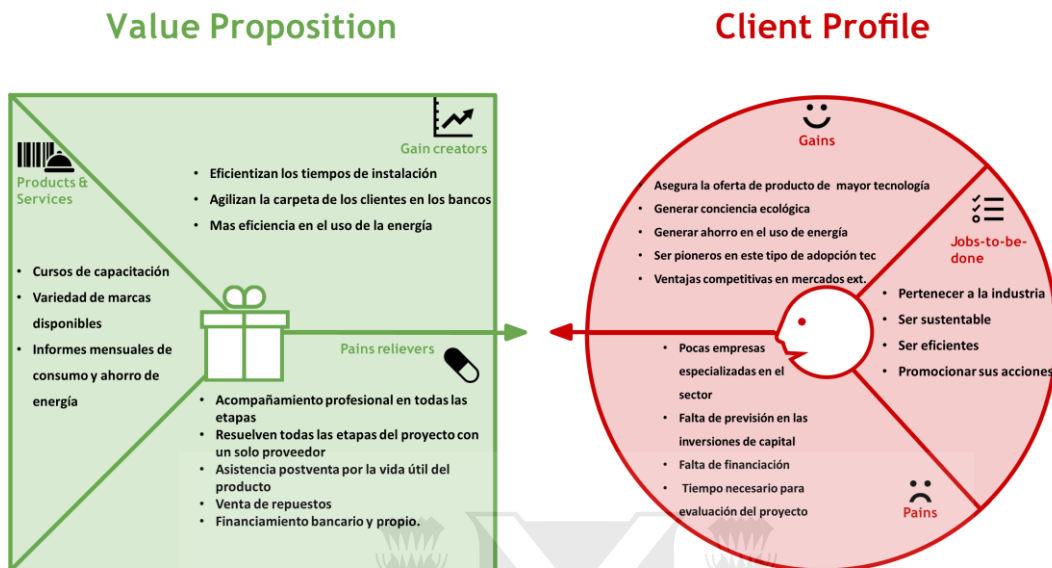 Value Proposition
Client Profile
Gain creators
• Eficientizan los tiempos de instalación
• Agilizan la carpeta de los clientes en los bancos
• Mas eficiencia en el uso de la energía
Products &
Services
• Cursos de capacitación
• Variedad de marcas
disponibles
• Informes mensuales de
consumo y ahorro de
energía
Pains relievers
• Acompañamiento profesional en todas las
etapas
• Resuelven todas las etapas del proyecto con
un solo proveedor
• Asistencia postventa por la vida útil del
producto
• Venta de repuestos
• Financiamiento bancario y propio.
Gains
• Asegura la oferta de producto de mayor tecnología
• Generar conciencia ecológica
• Generar ahorro en el uso de energía
• Ser pioneros en este tipo de adopción tec
• Ventajas competitivas en mercados ext.
Jobs-to-be-
done
• Pertenecer a la industria
• Ser sustentable
• Ser eficientes
• Promocionar sus acciones
• Pocas empresas
especializadas en el
sector
• Falta de previsión en las
inversiones de capital
• Falta de financiación
• Tiempo necesario para
evaluación del proyecto
Pains